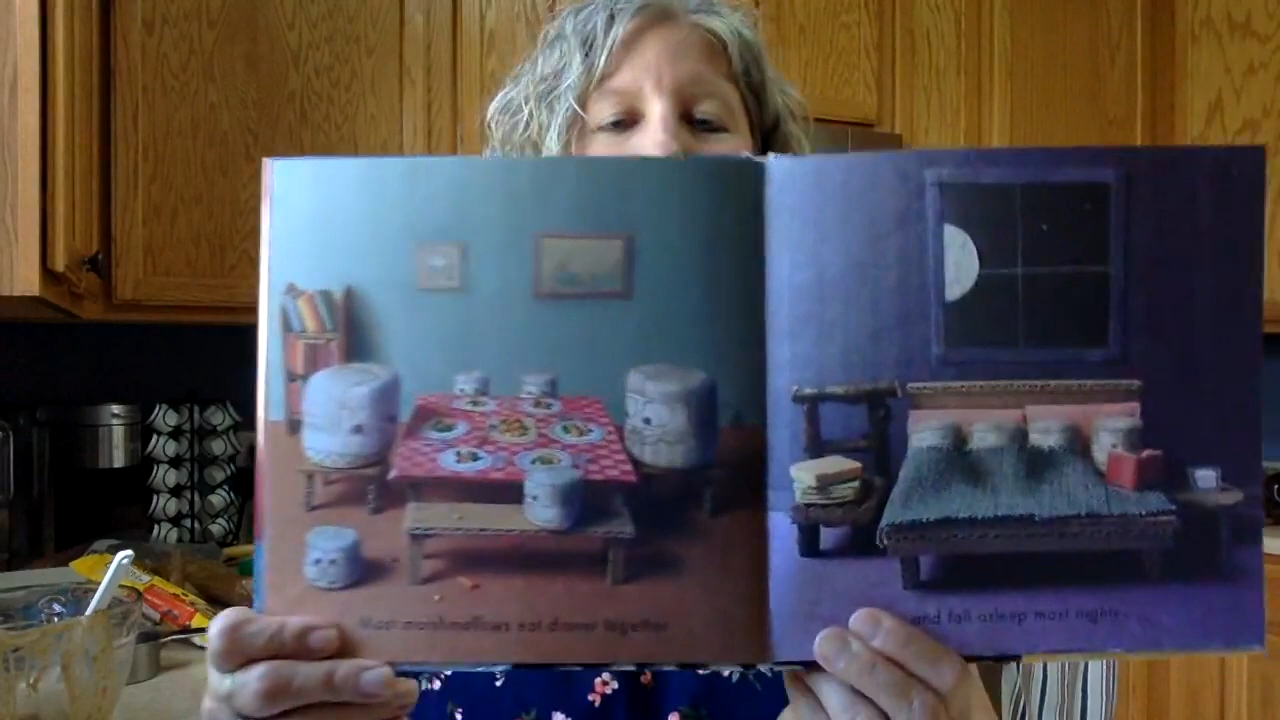 Most marshmallows eat dinner together
and fall asleep most nights